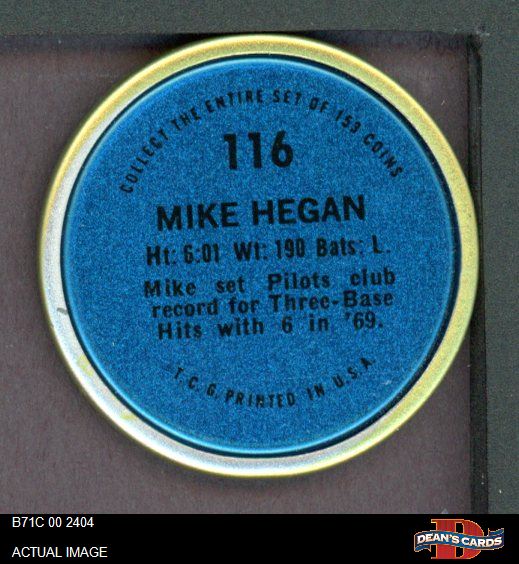 COLLECT THE ENTIRE SET OF 153 COINS
116
MIKE HEGAN
Ht: 6:01 Wt: 190 Bats: L.
Mike set Pilots club
record for Three-Base
Hits with 6 in '69.
T.C.G. PRINTED IN U.S.A.
B71C 00 2404
ACTUAL IMAGE
D
DEAN'S CARDS